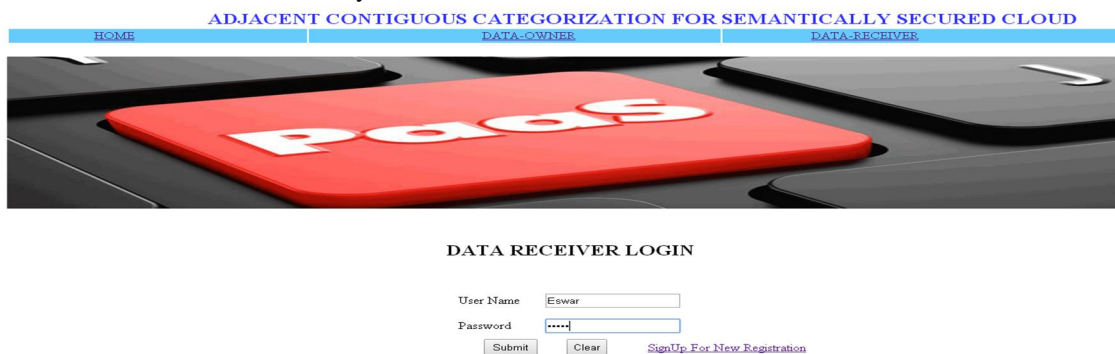 ADJACENT CONTIGUOUS CATEGORIZATION FOR SEMANTICALLY SECURED CLOUD
HOME DATA-OWNER DATA-RECEIVER
Paas
DATA RECEIVER LOGIN
User Name Eswar
Password •••••
Submit Clear SignUp For New Registration